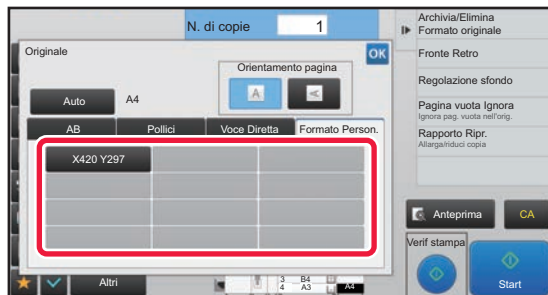 N. di copie
1
Originale
OK
Orientamento pagina
A
A
Auto
A4
AB
Pollici
Voce Diretta
Formato Person.
X420 Y297
Altri
3 B4
4 A3
A4
Archivia/Elimina
Formato originale
Fronte Retro
Regolazione sfondo
Pagina vuota Ignora
Ignora pag. vuota nell'orig.
Rapporto Ripr.
Allarga/riduci copia
Anteprima
CA
Verif stampa
Start